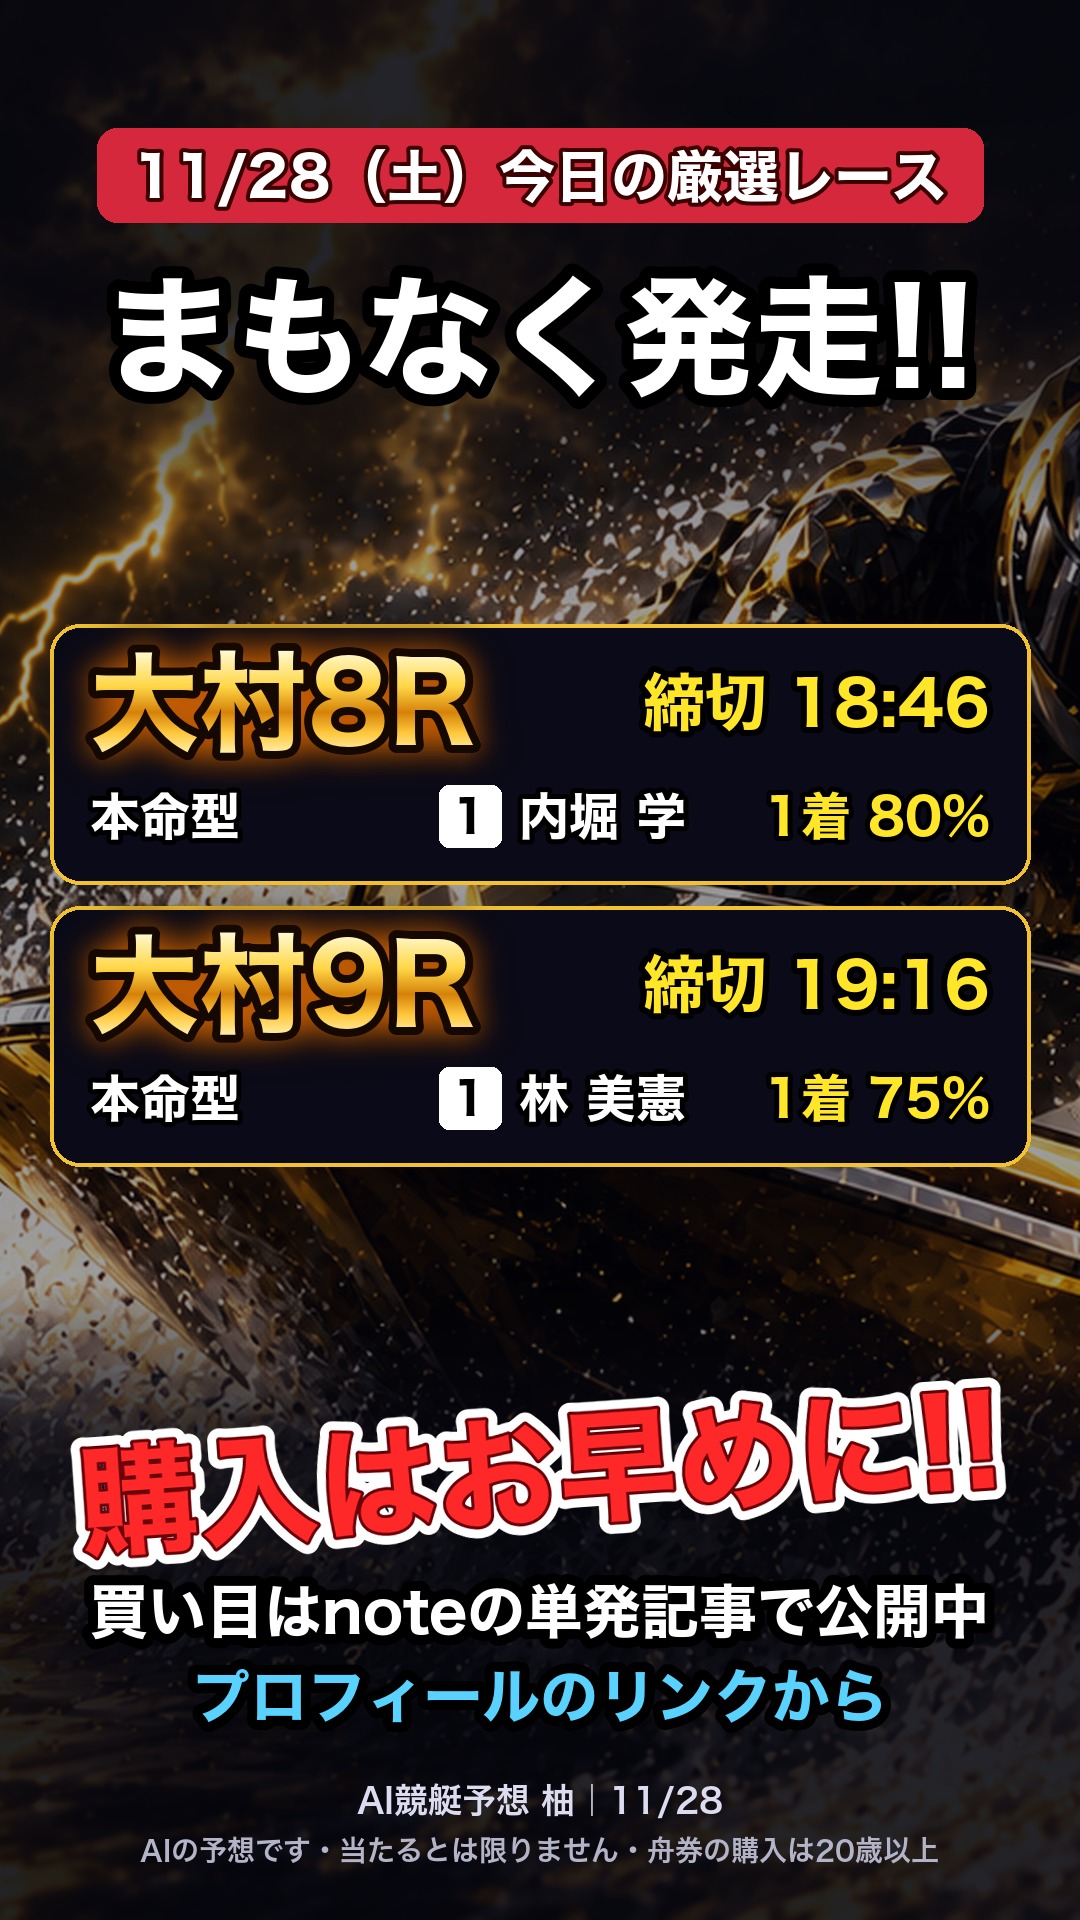 11/28（土）今日の厳選レース
まもなく発走!!
大村8R 締切 18:46
本命型 1 内堀 学 1着 80%
大村9R 締切 19:16
本命型 1 林 美憲 1着 75%
購入はお早めに!!
買い目はnoteの単発記事で公開中
プロフィールのリンクから
AI競艇予想 柚｜11/28
AIの予想です・当たるとは限りません・舟券の購入は20歳以上